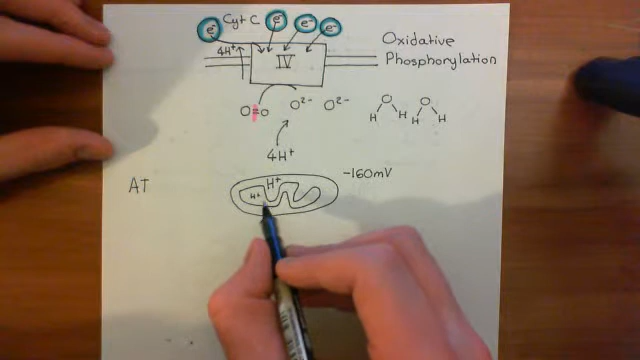 e⁻ Cyt C e⁻ e⁻ e⁻
4H⁺ IV
Oxidative
Phosphorylation
O=O O²⁻ O²⁻
O O
H H H H
4H⁺
-160mV
AT
H⁺
H⁺